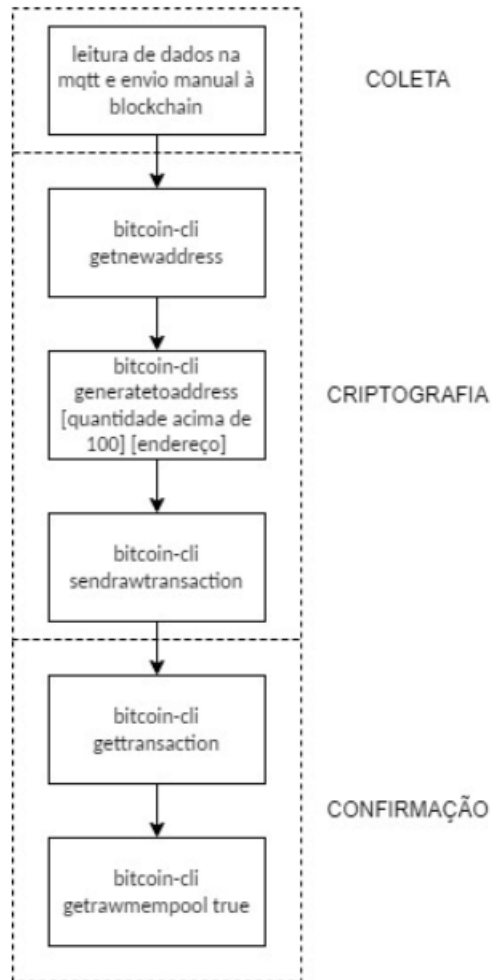 leitura de dados na
mqtt e envio manual à
blockchain
COLETA
bitcoin-cli
getnewaddress
bitcoin-cli
generatetoaddress
[quantidade acima de
100] [endereço]
CRIPTOGRAFIA
bitcoin-cli
sendrawtransaction
bitcoin-cli
gettransaction
CONFIRMAÇÃO
bitcoin-cli
getrawmempool true